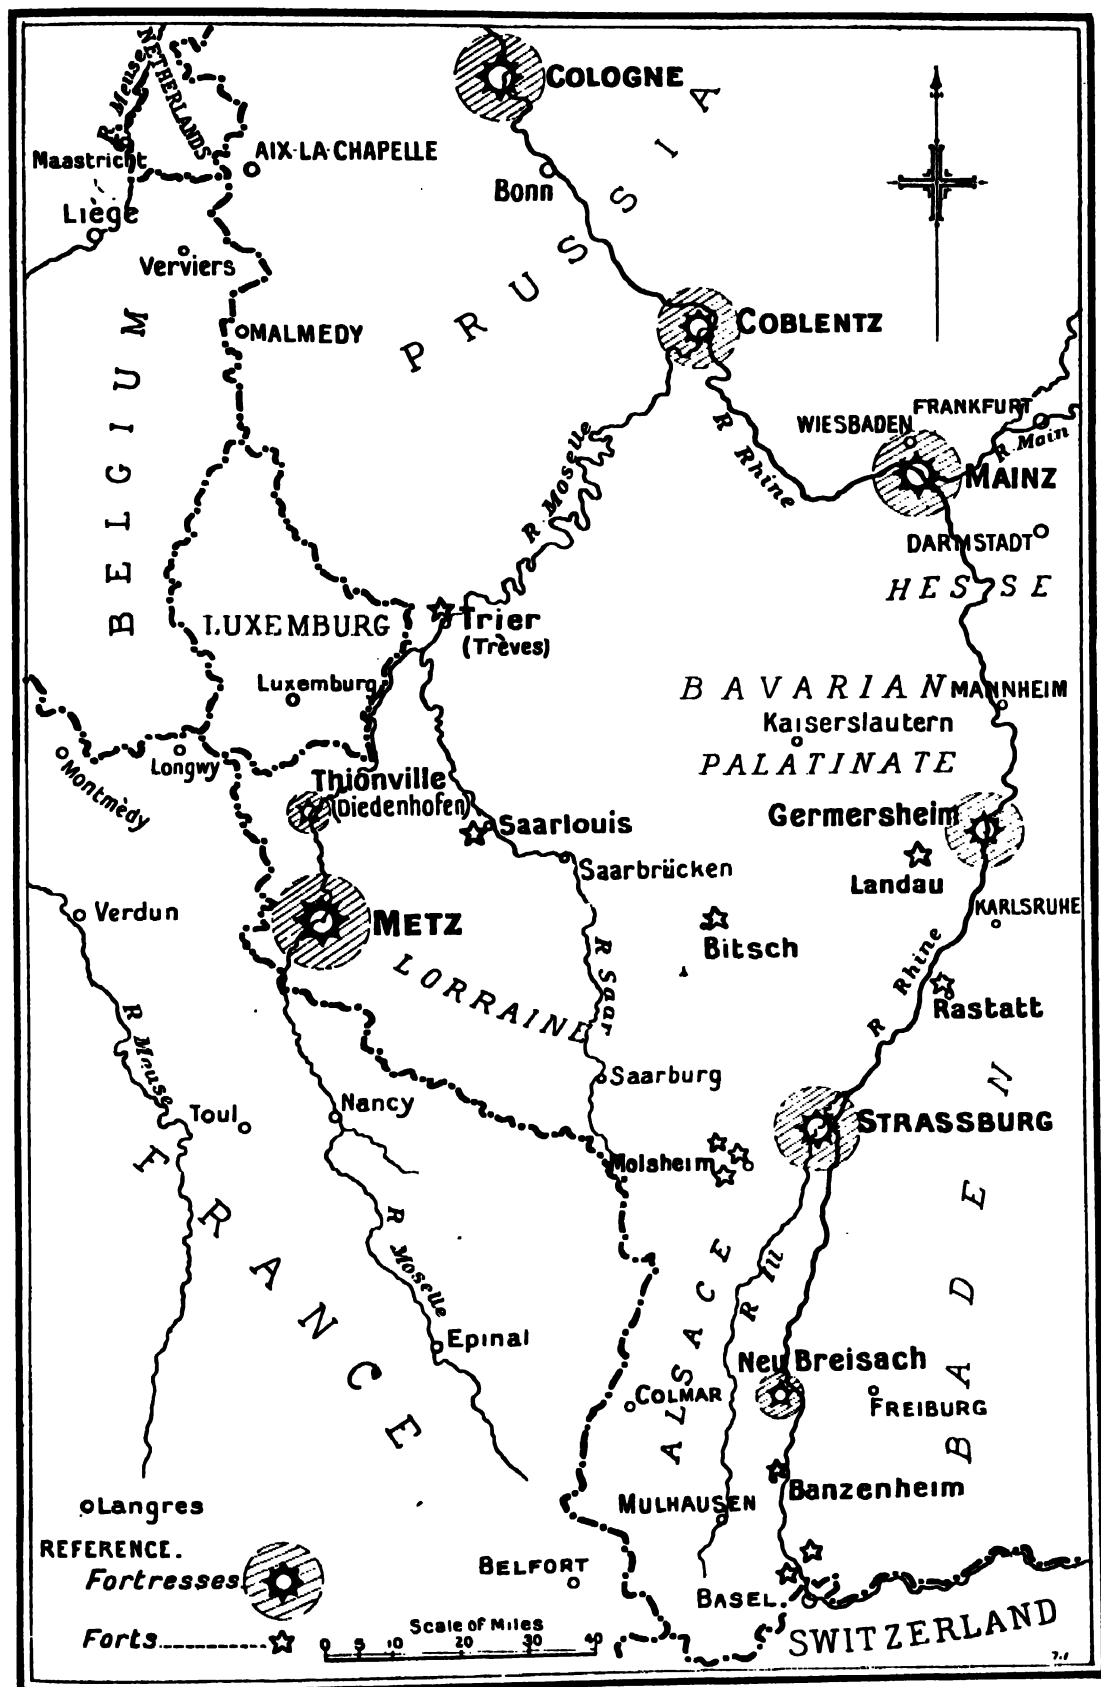 R Meuse
NETHERLANDS
COLOGNE
Maastricht
AIX-LA-CHAPELLE
Bonn
Liége
Verviers
PRUSSIA
MALMEDY
COBLENTZ
BELGIUM
R Moselle
R Rhine
WIESBADEN
FRANKFURT
R. Main
MAINZ
DARMSTADT
HESSE
LUXEMBURG
Trier
(Trèves)
Luxemburg
BAVARIAN
MANNHEIM
Kaiserslautern
PALATINATE
Longwy
Montmèdy
Thionville
(Diedenhofen)
Saarlouis
Germersheim
Saarbrücken
Landau
Verdun
METZ
Bitsch
KARLSRUHE
LORRAINE
R Saar
R Rhine
Rastatt
R Meuse
Saarburg
Toul
Nancy
STRASSBURG
Molsheim
FRANCE
R Moselle
ALSACE
R Ill
BADEN
Epinal
Neu Breisach
COLMAR
FREIBURG
Banzenheim
Langres
MULHAUSEN
REFERENCE.
Fortresses
BELFORT
BASEL.
Forts
Scale of Miles
0 5 10 20 30 40
SWITZERLAND